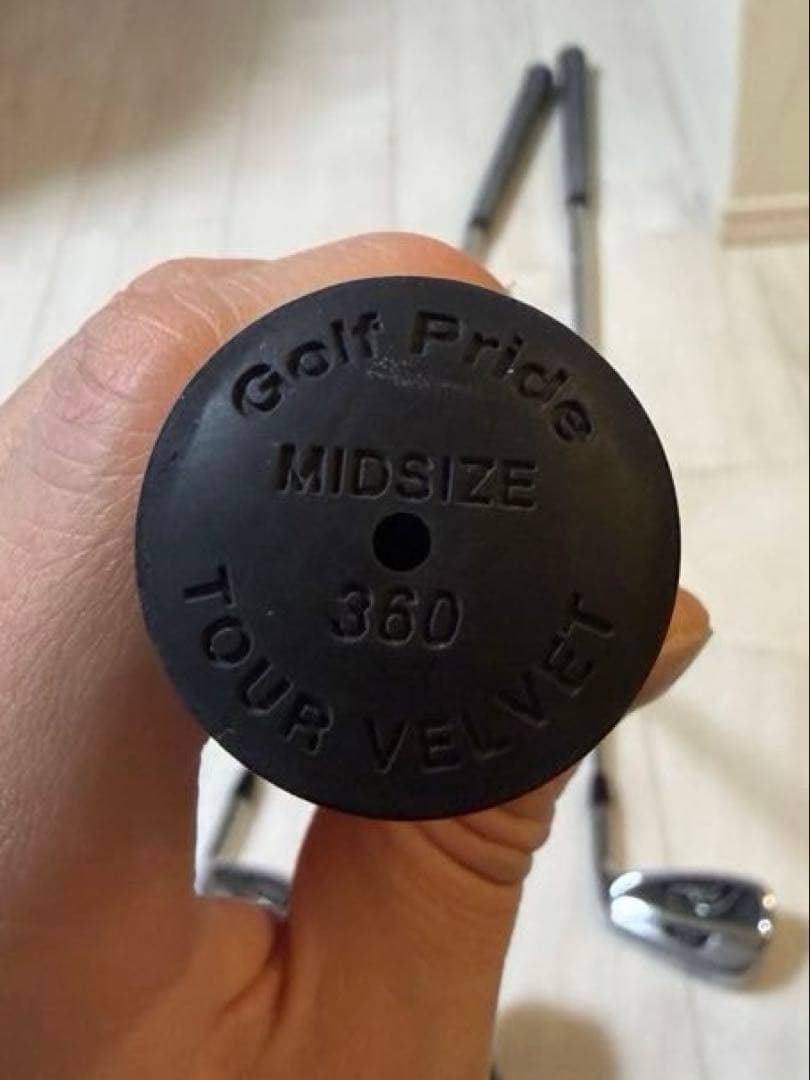 Golf Pride
MIDSIZE
360
TOUR VELVET